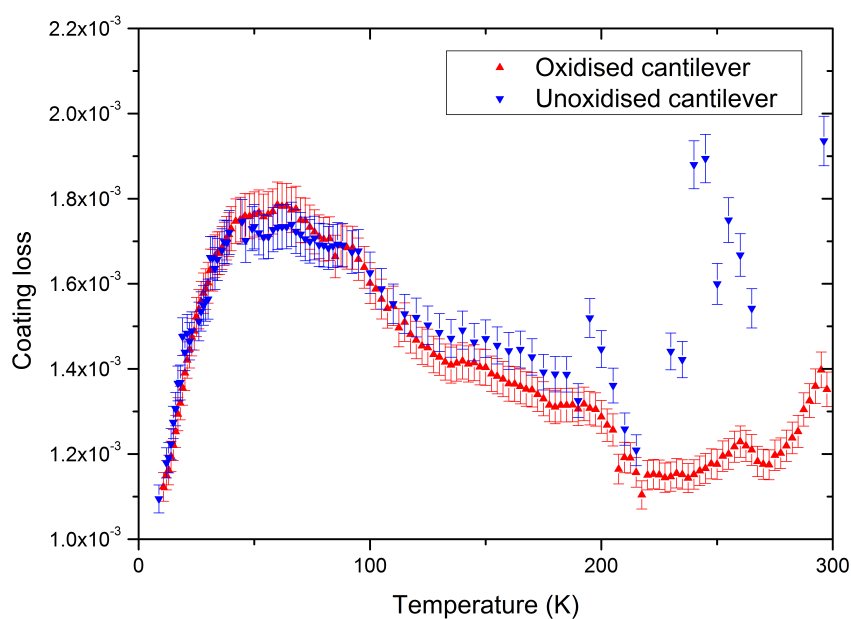 2.2x10⁻³
2.0x10⁻³
1.8x10⁻³
1.6x10⁻³
1.4x10⁻³
1.2x10⁻³
1.0x10⁻³
Coating loss
Oxidised cantilever
Unoxidised cantilever
0
100
200
300
Temperature (K)